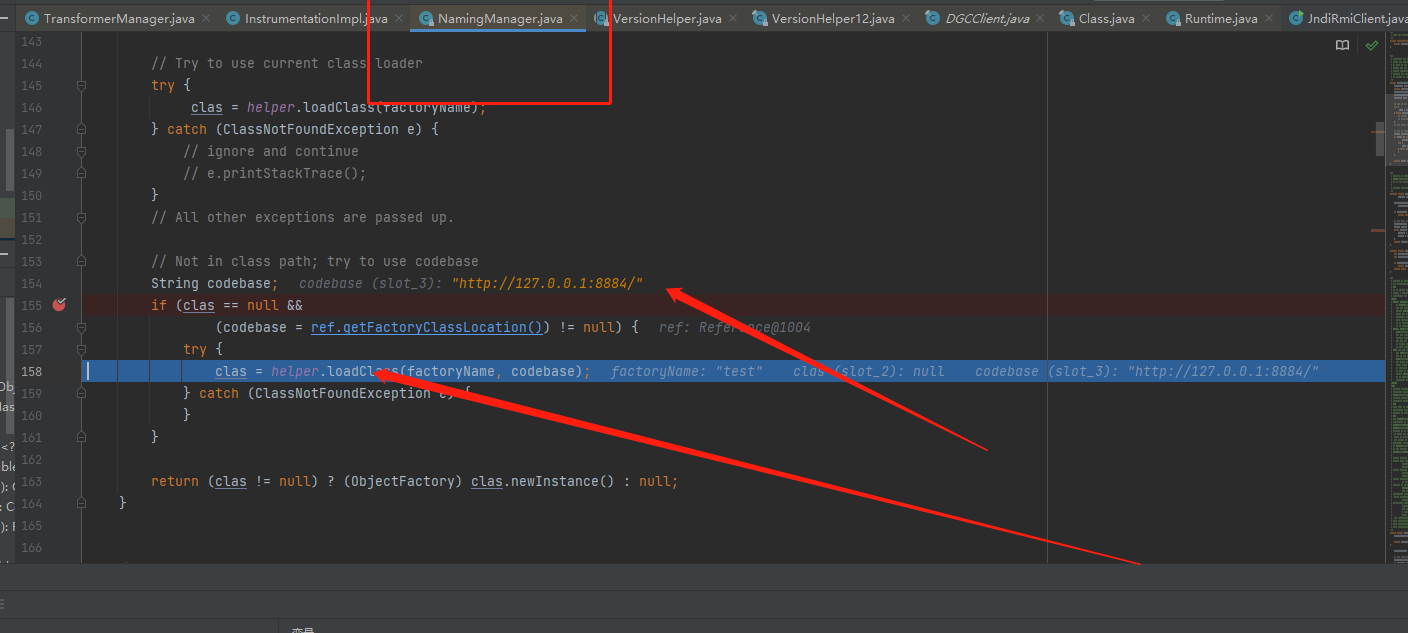 TransformerManager.java InstrumentationImpl.java NamingManager.java VersionHelper.java VersionHelper12.java DGCClient.java Class.java Runtime.java JndiRmiClient.java
143
144 // Try to use current class loader
145 try {
146 clas = helper.loadClass(factoryName);
147 } catch (ClassNotFoundException e) {
148 // ignore and continue
149 // e.printStackTrace();
150 }
151 // All other exceptions are passed up.
152
153 // Not in class path; try to use codebase
154 String codebase; codebase (slot_3): "http://127.0.0.1:8884/"
155 if (clas == null &&
156 (codebase = ref.getFactoryClassLocation()) != null) { ref: Reference@1004
157 try {
158 clas = helper.loadClass(factoryName, codebase); factoryName: "test" clas (slot_2): null codebase (slot_3): "http://127.0.0.1:8884/"
159 } catch (ClassNotFoundException e) {
160 }
161 }
162
163 return (clas != null) ? (ObjectFactory) clas.newInstance() : null;
164 }
165
166